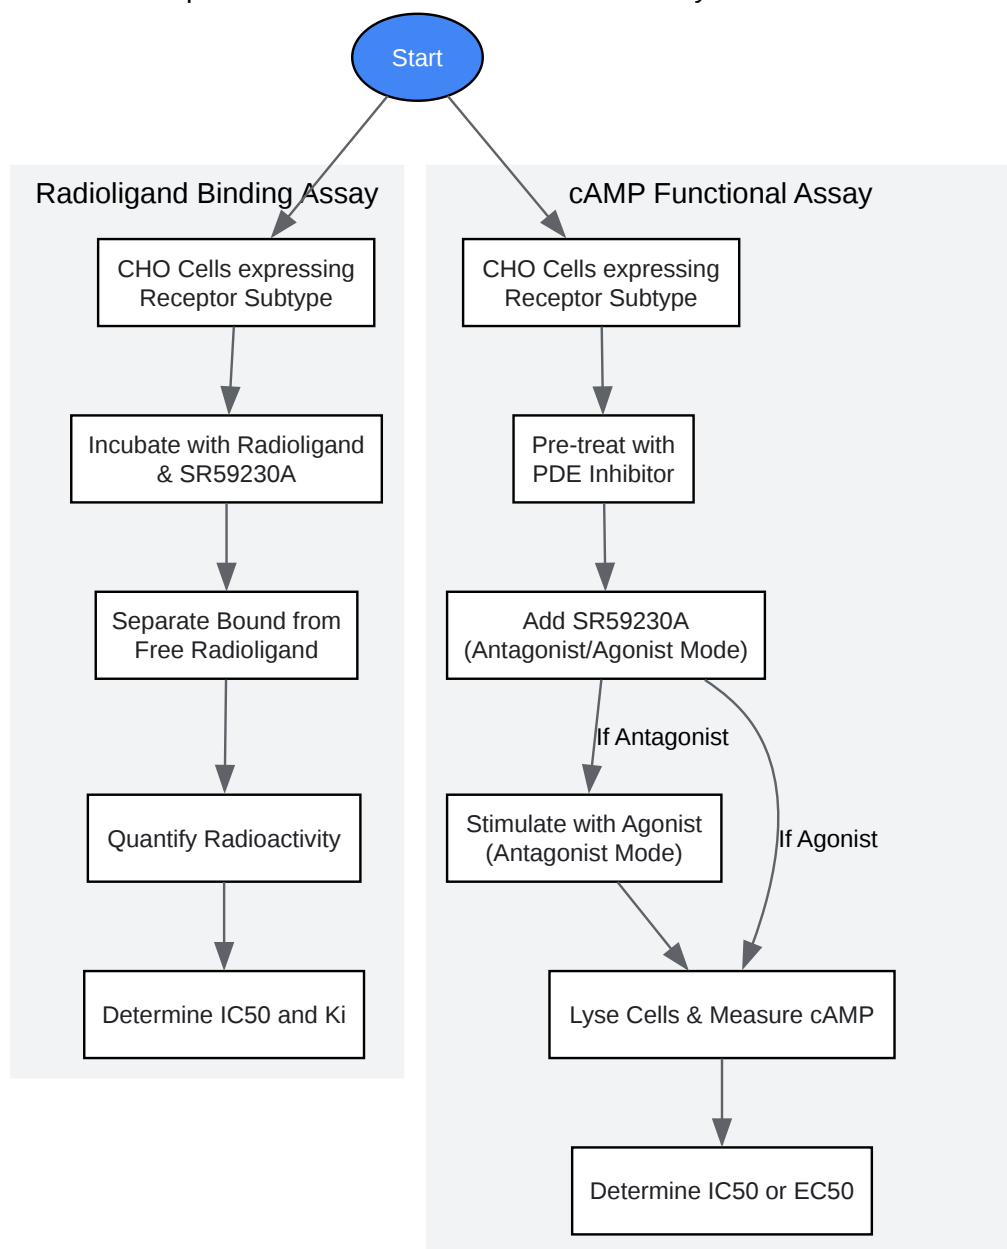 Start
Radioligand Binding Assay
CHO Cells expressing
Receptor Subtype
Incubate with Radioligand
& SR59230A
Separate Bound from
Free Radioligand
Quantify Radioactivity
Determine IC50 and Ki
cAMP Functional Assay
CHO Cells expressing
Receptor Subtype
Pre-treat with
PDE Inhibitor
Add SR59230A
(Antagonist/Agonist Mode)
If Antagonist
Stimulate with Agonist
(Antagonist Mode)
If Agonist
Lyse Cells & Measure cAMP
Determine IC50 or EC50